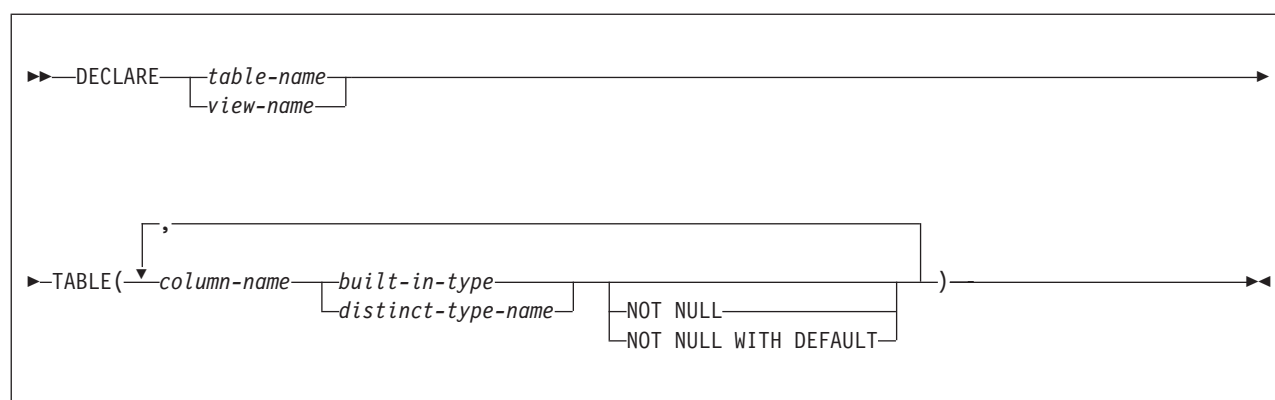 DECLARE table-name
view-name
,
TABLE( column-name built-in-type )
distinct-type-name NOT NULL
NOT NULL WITH DEFAULT